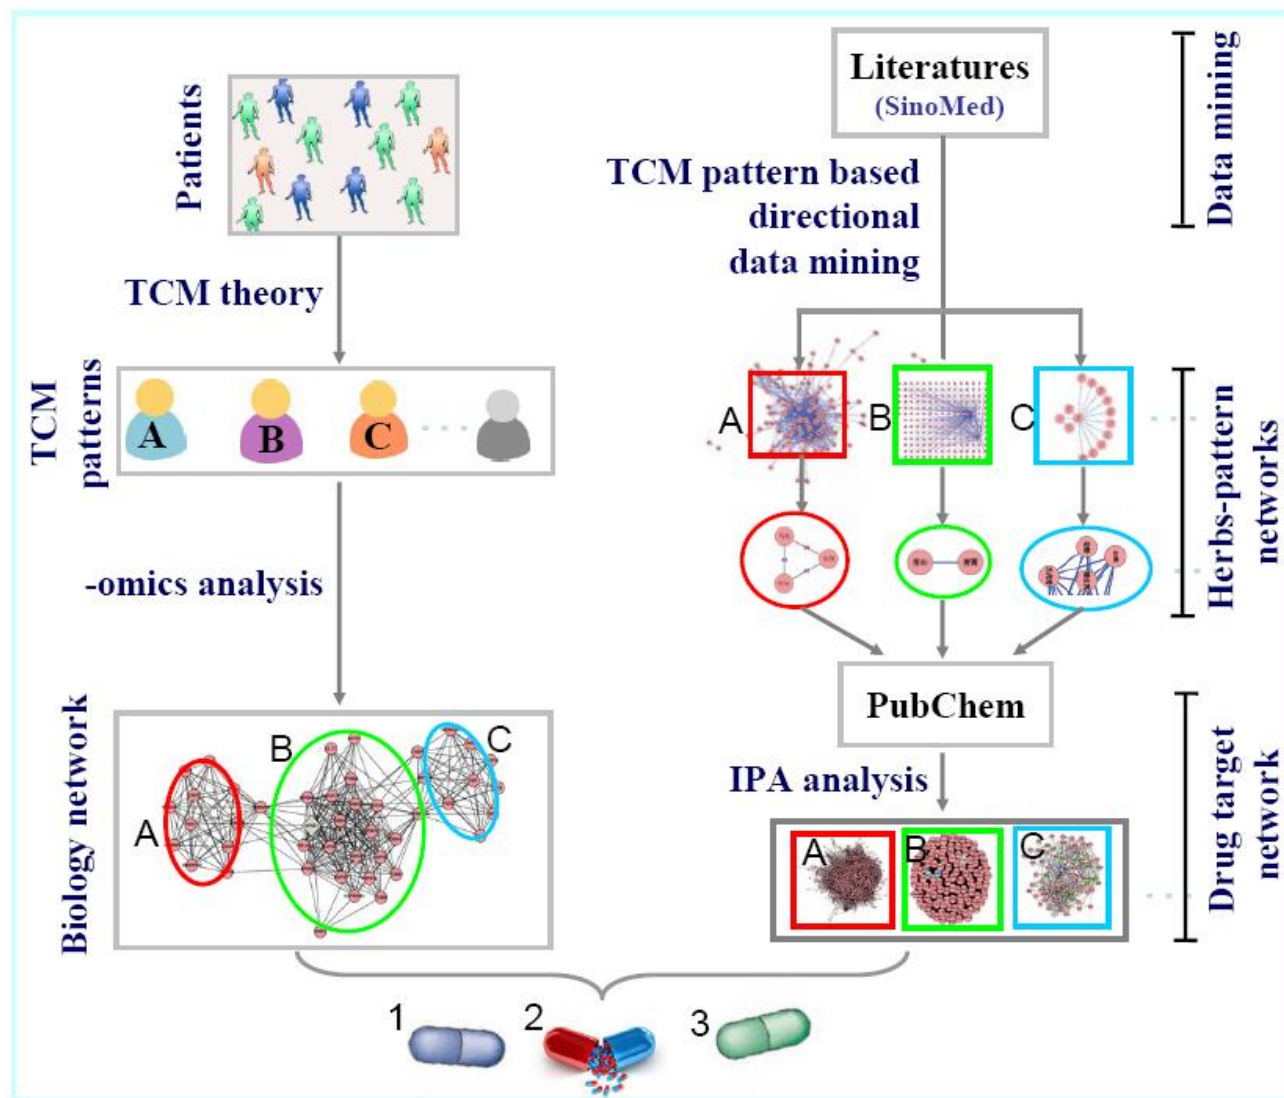 Patients
TCM theory
TCM
patterns
A
B
C
-omics analysis
Biology network
A
B
C
Literatures
(SinoMed)
Data mining
TCM pattern based
directional
data mining
A
B
C
Herbs-pattern
networks
PubChem
IPA analysis
A
B
C
Drug target
network
1
2
3